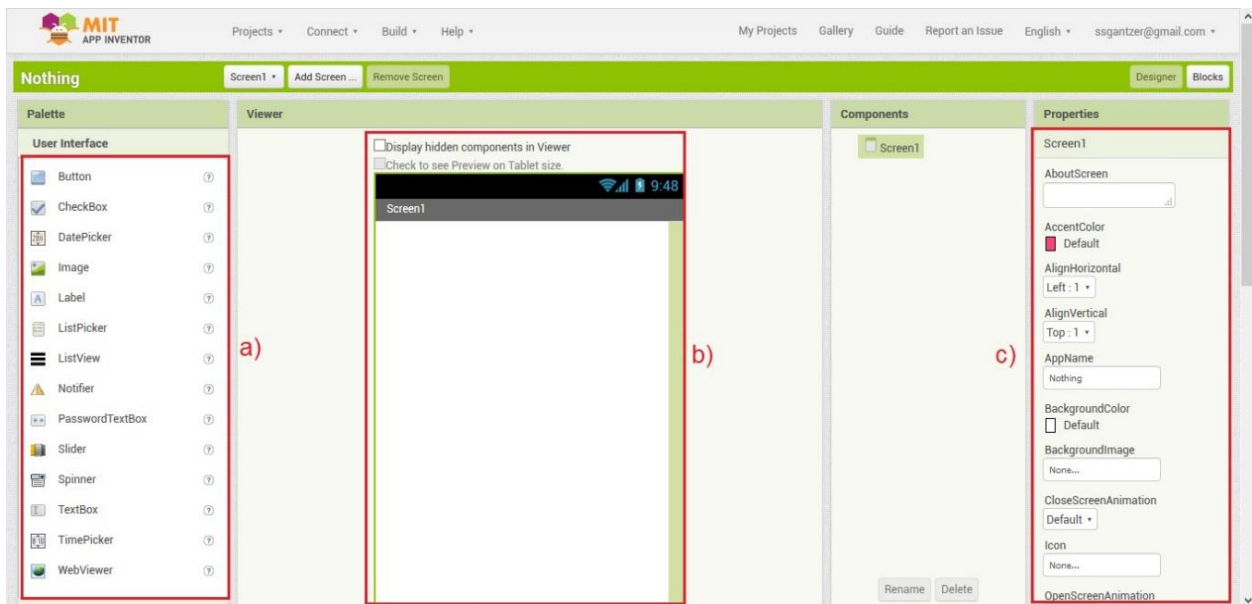 MIT
APP INVENTOR
Projects Connect Build Help
My Projects Gallery Guide Report an Issue English ssgantzer@gmail.com
Nothing
Screen1 Add Screen ... Remove Screen
Designer Blocks
Palette
User Interface
Button ?
CheckBox ?
DatePicker ?
Image ?
Label ?
ListPicker ?
ListView ?
Notifier ?
PasswordTextBox ?
Slider ?
Spinner ?
TextBox ?
TimePicker ?
WebViewer ?
a)
Viewer
Display hidden components in Viewer
Check to see Preview on Tablet size.
9:48
Screen1
b)
Components
Screen1
Rename Delete
c)
Properties
Screen1
AboutScreen
AccentColor
Default
AlignHorizontal
Left : 1
AlignVertical
Top : 1
AppName
Nothing
BackgroundColor
Default
BackgroundImage
None...
CloseScreenAnimation
Default
Icon
None...
OpenScreenAnimation